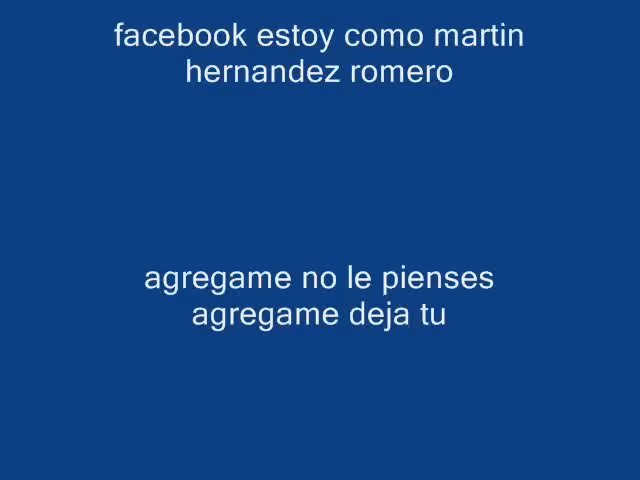 facebook estoy como martin
hernandez romero
agregame no le pienses
agregame deja tu